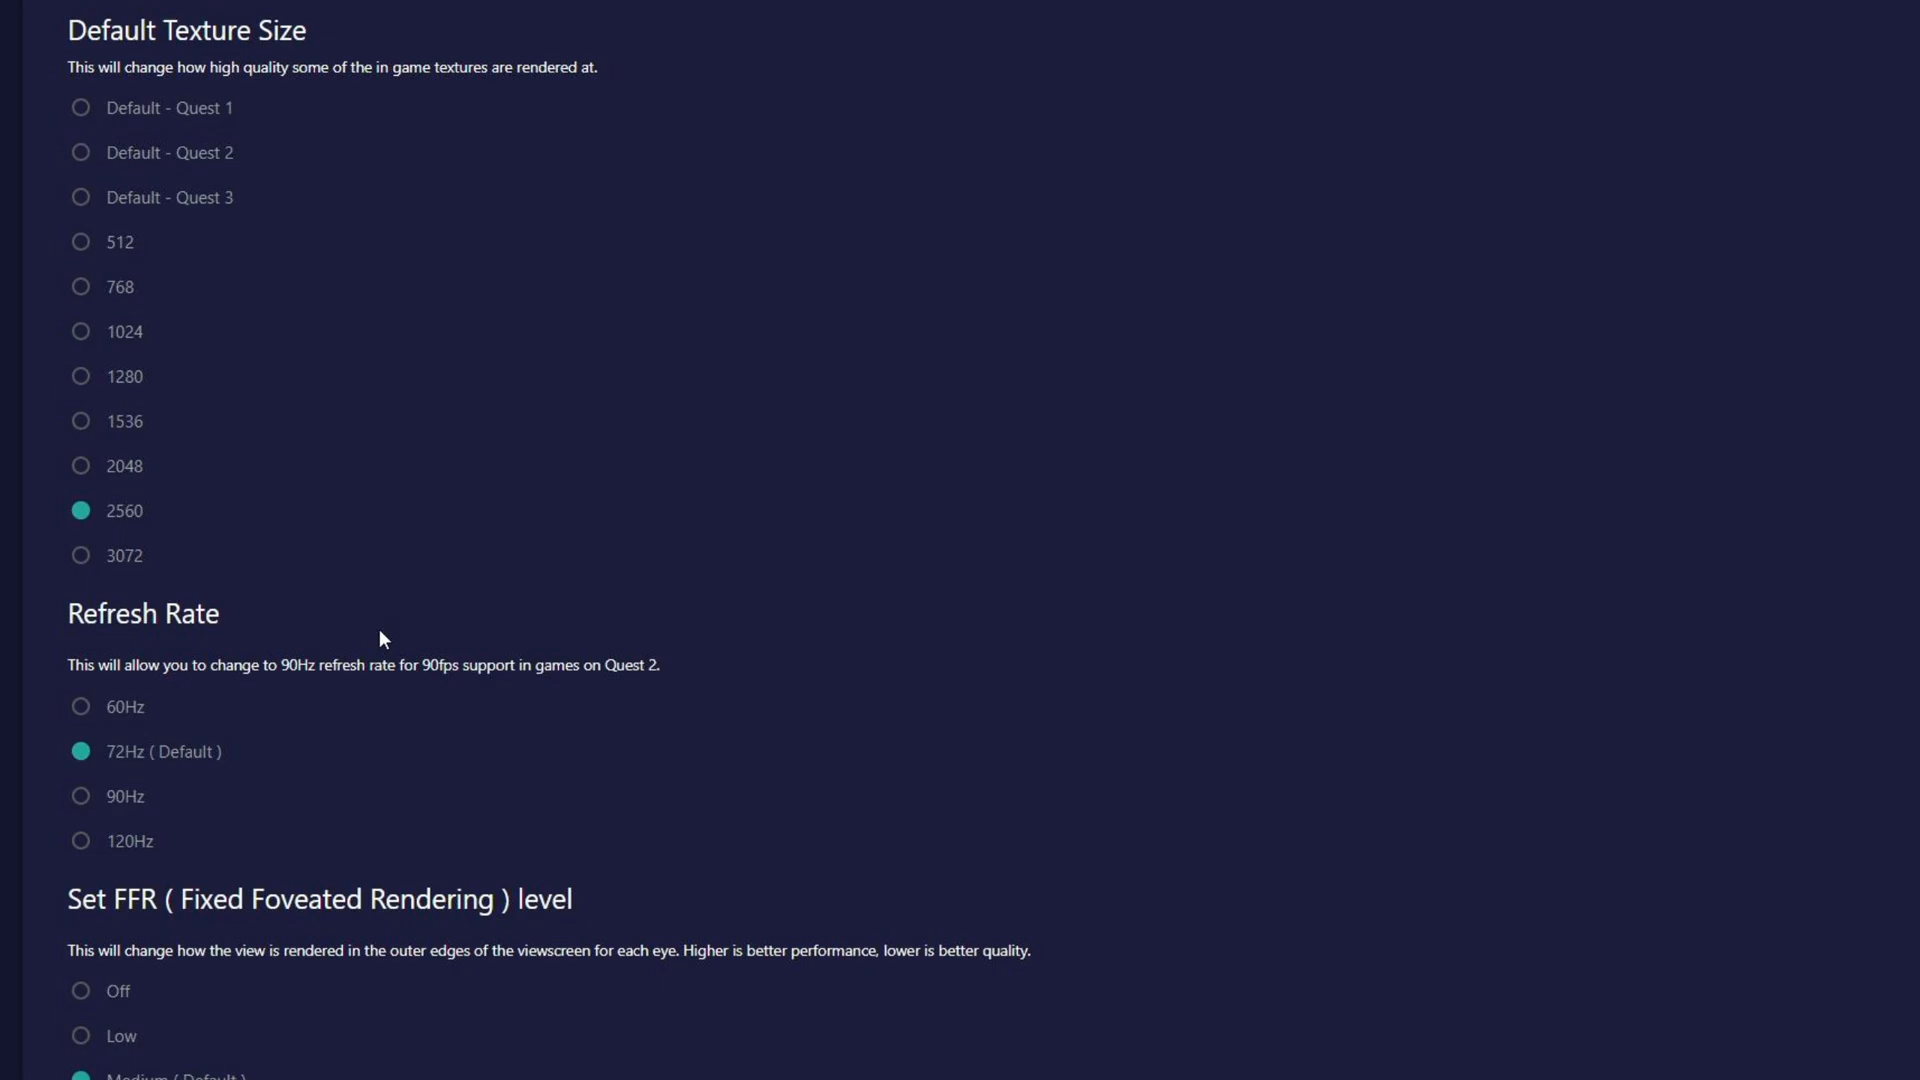 Default Texture Size
This will change how high quality some of the in game textures are rendered at.
Default - Quest 1
Default - Quest 2
Default - Quest 3
512
768
1024
1280
1536
2048
2560
3072
Refresh Rate
This will allow you to change to 90Hz refresh rate for 90fps support in games on Quest 2.
60Hz
72Hz ( Default )
90Hz
120Hz
Set FFR ( Fixed Foveated Rendering ) level
This will change how the view is rendered in the outer edges of the viewscreen for each eye. Higher is better performance, lower is better quality.
Off
Low
Medium ( Default )